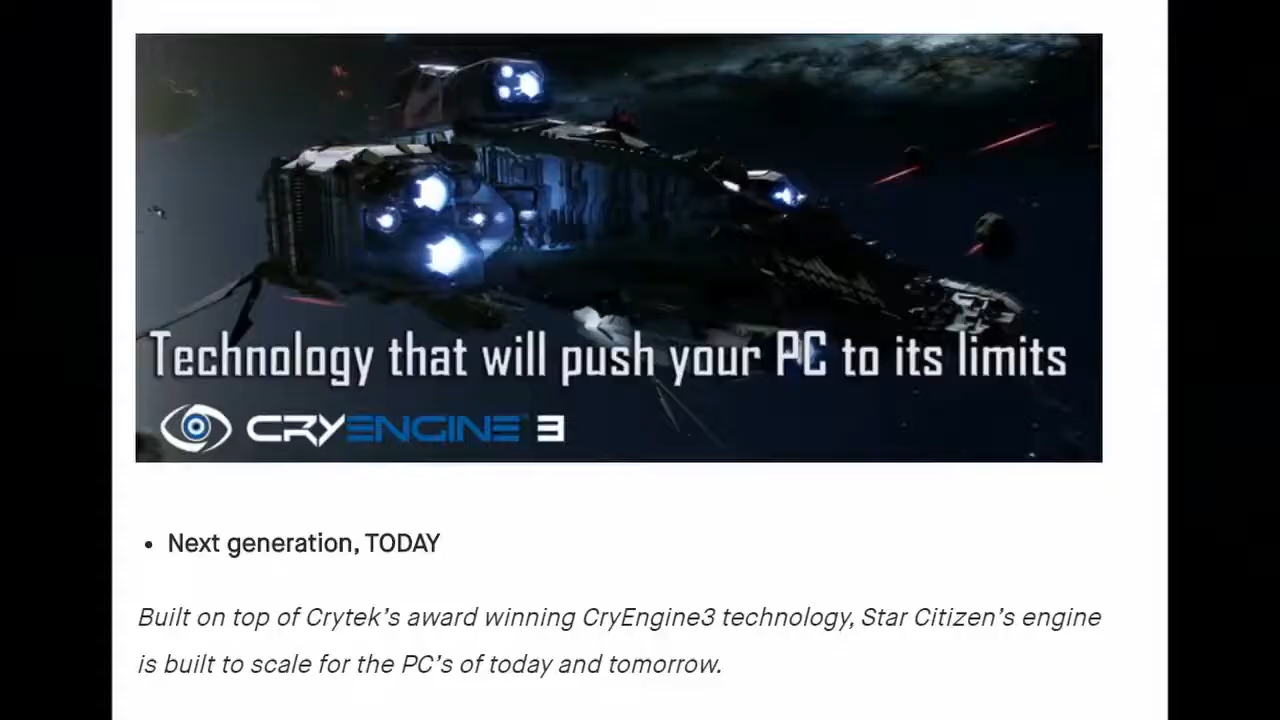 Technology that will push your PC to its limits
CRYENGINE 3
• Next generation, TODAY
Built on top of Crytek’s award winning CryEngine3 technology, Star Citizen’s engine
is built to scale for the PC’s of today and tomorrow.